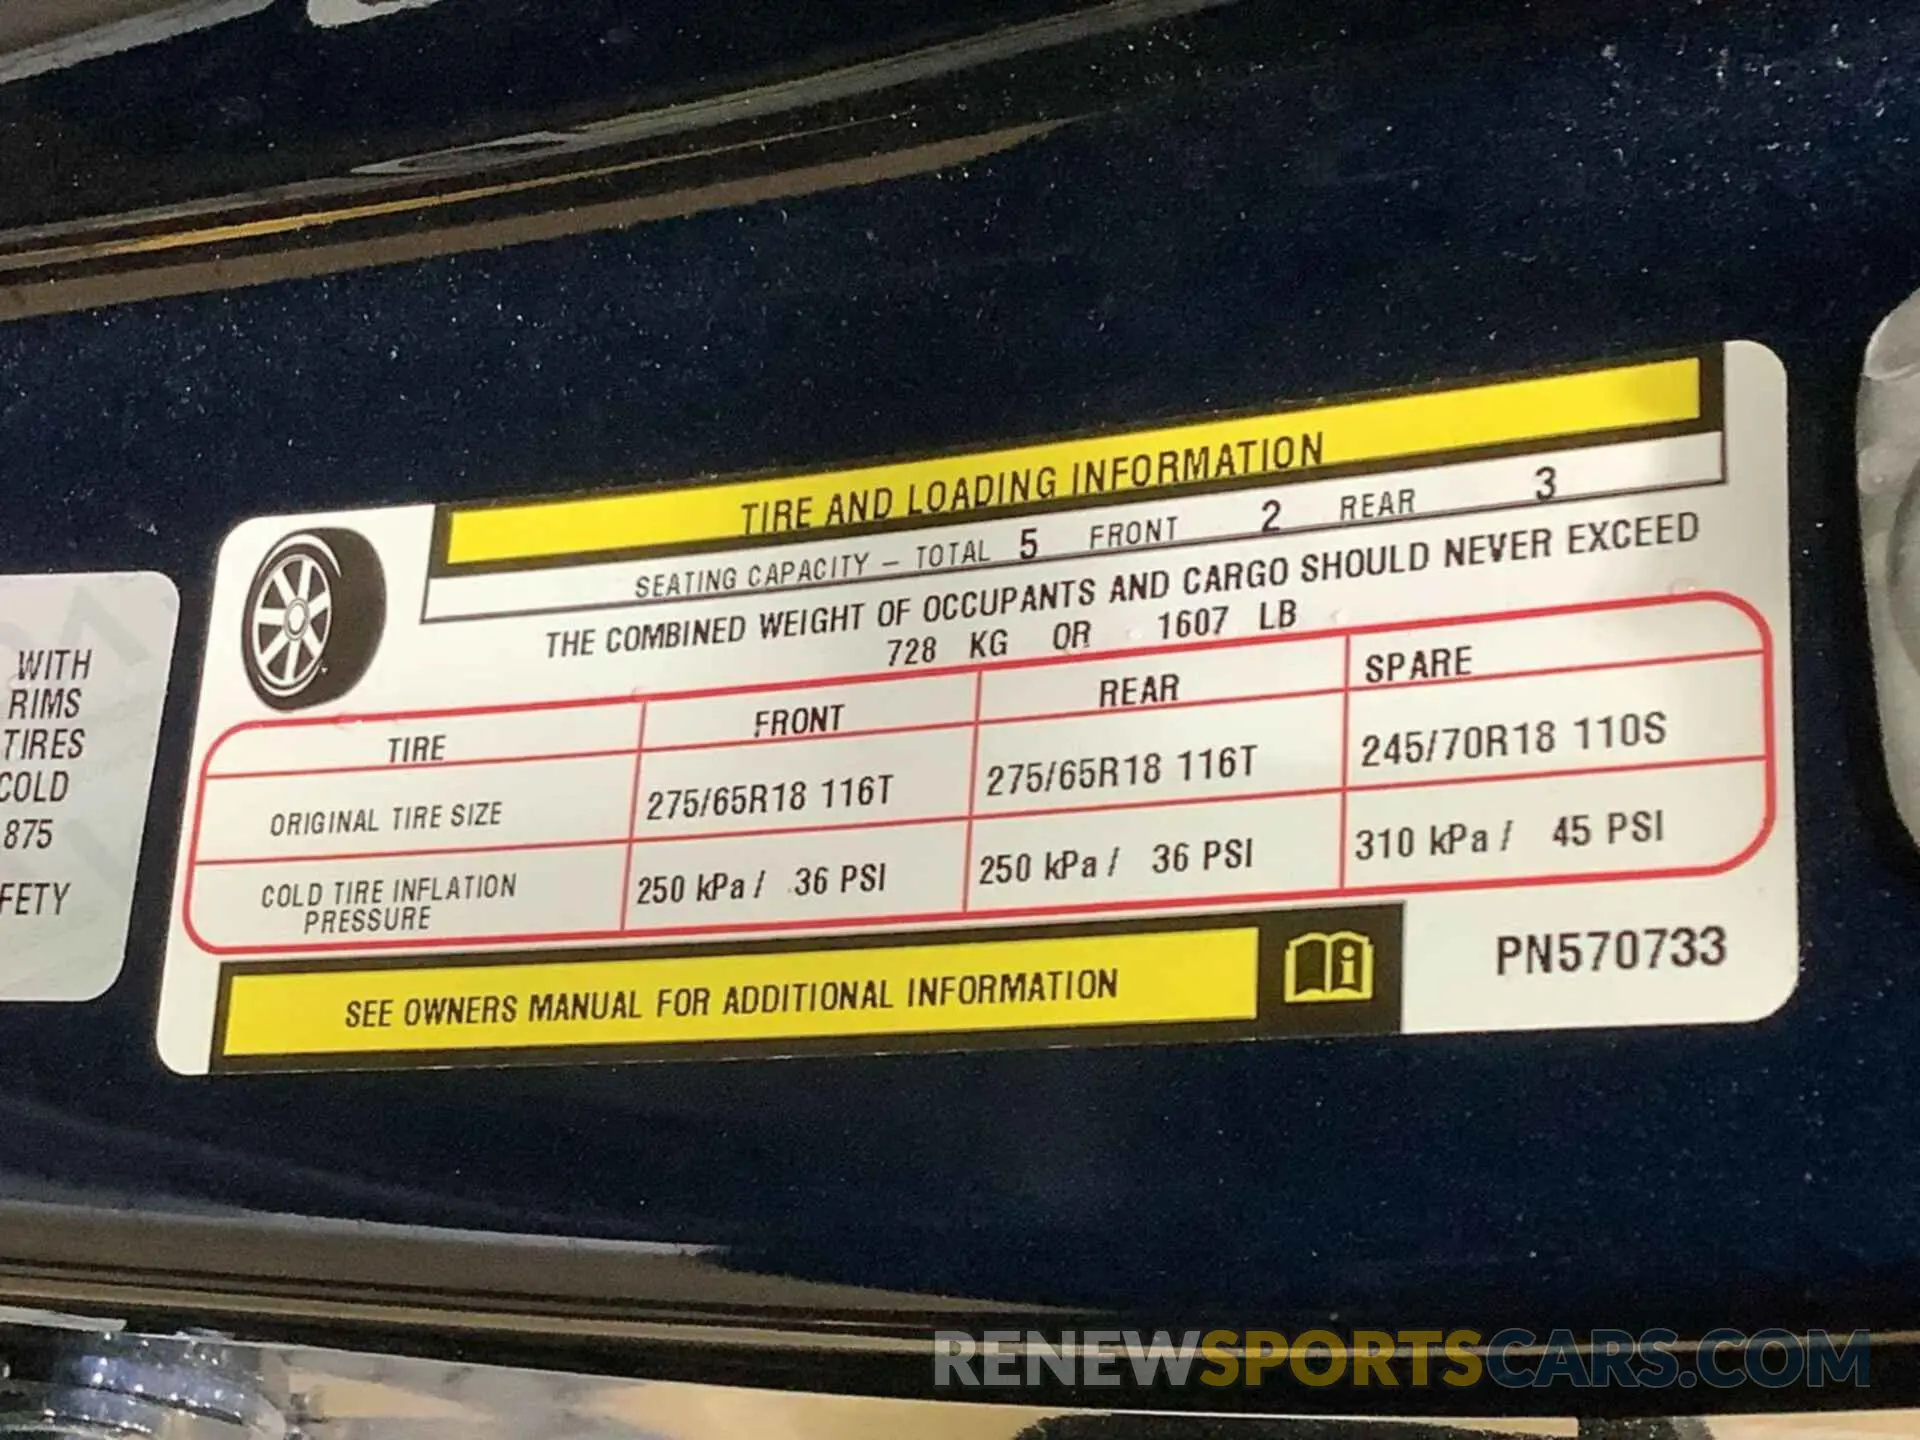 WITH
RIMS
TIRES
COLD
875
FETY
TIRE AND LOADING INFORMATION
SEATING CAPACITY – TOTAL 5 FRONT 2 REAR 3
THE COMBINED WEIGHT OF OCCUPANTS AND CARGO SHOULD NEVER EXCEED
728 KG OR 1607 LB
TIRE FRONT REAR SPARE
ORIGINAL TIRE SIZE 275/65R18 116T 275/65R18 116T 245/70R18 110S
COLD TIRE INFLATION PRESSURE 250 kPa / 36 PSI 250 kPa / 36 PSI 310 kPa / 45 PSI
SEE OWNERS MANUAL FOR ADDITIONAL INFORMATION
PN570733
RENEWSPORTSCARS.COM